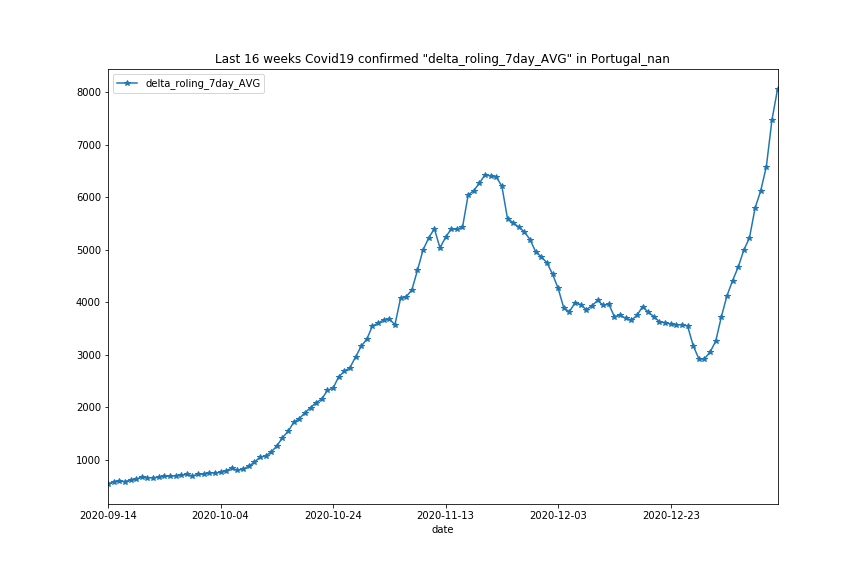 Last 16 weeks Covid19 confirmed "delta_roling_7day_AVG" in Portugal_nan
delta_roling_7day_AVG
8000
7000
6000
5000
4000
3000
2000
1000
2020-09-14 2020-10-04 2020-10-24 2020-11-13 2020-12-03 2020-12-23
date